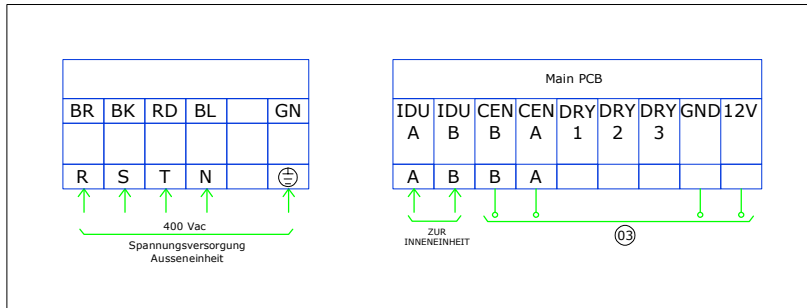 BR BK RD BL GN
R S T N
400 Vac
Spannungsversorgung
Ausseneinheit
Main PCB
IDU IDU CEN CEN DRY DRY DRY GND 12V
A B B A 1 2 3
A B B A
ZUR
INNENEINHEIT
03